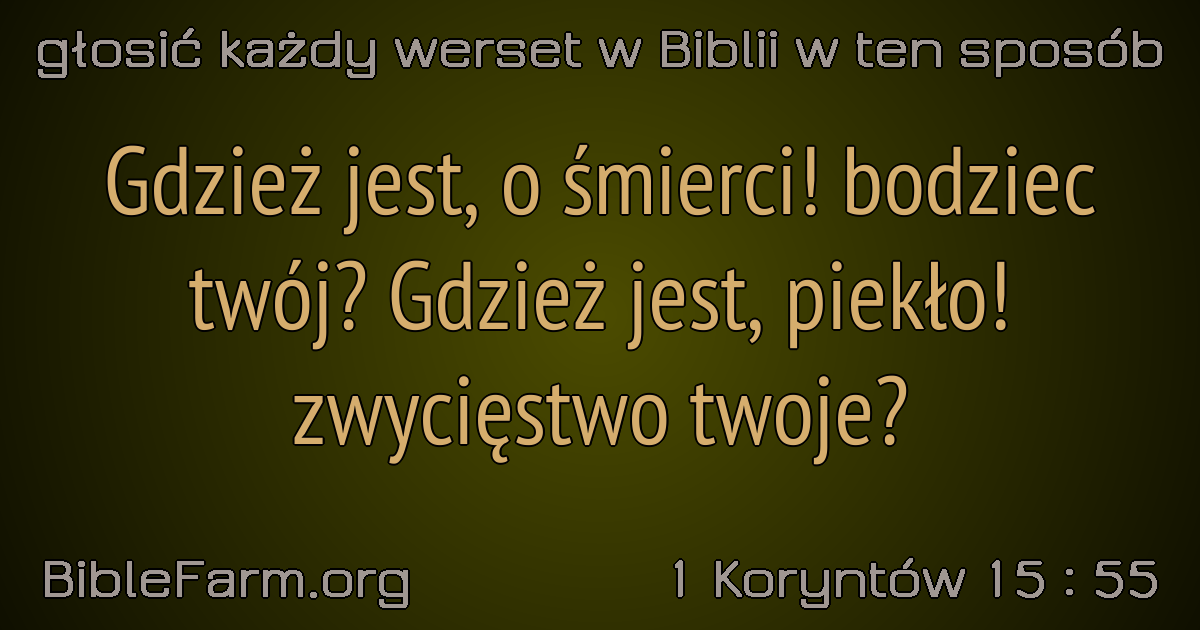 głosić każdy werset w Biblii w ten sposób
Gdzież jest, o śmierci! bodziec
twój? Gdzież jest, piekło!
zwycięstwo twoje?
BibleFarm.org
1 Koryntów 15 : 55